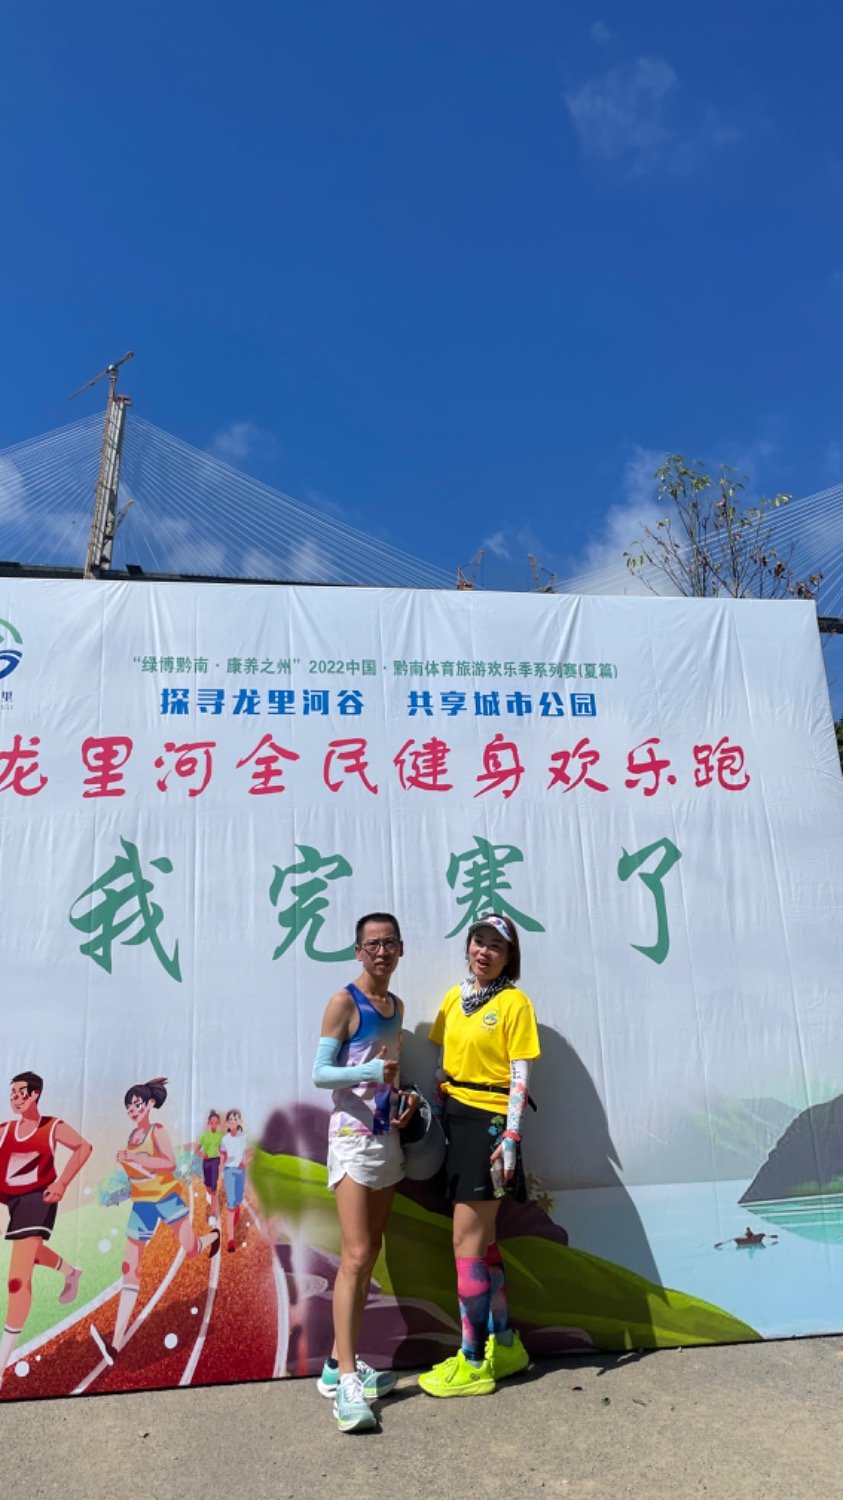 “绿博黔南·康养之州”2022中国·黔南体育旅游欢乐季系列赛(夏篇)
探寻龙里河谷 共享城市公园
龙里河全民健身欢乐跑
我完赛了
里